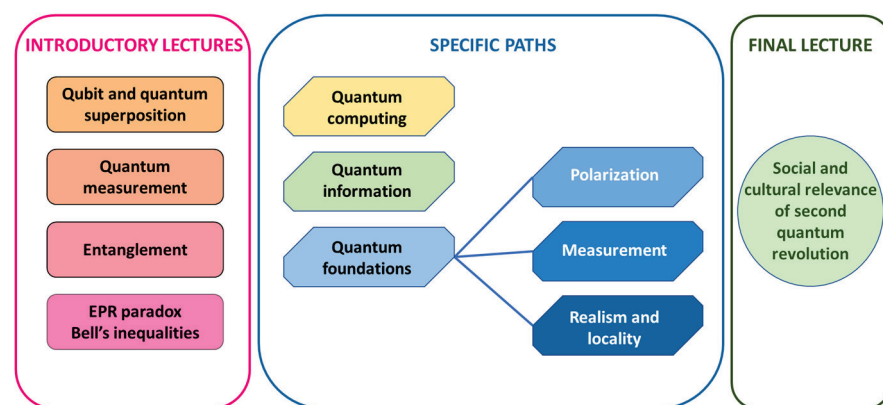 INTRODUCTORY LECTURES
Qubit and quantum
superposition
Quantum
measurement
Entanglement
EPR paradox
Bell's inequalities
SPECIFIC PATHS
Quantum
computing
Quantum
information
Quantum
foundations
Polarization
Measurement
Realism and
locality
FINAL LECTURE
Social and
cultural relevance
of second
quantum
revolution